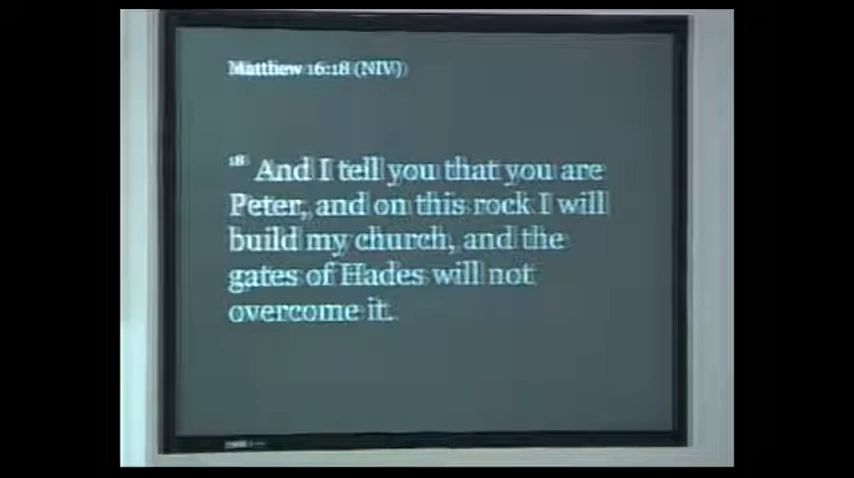 Matthew 16:18 (NIV)
18 And I tell you that you are
Peter, and on this rock I will
build my church, and the
gates of Hades will not
overcome it.